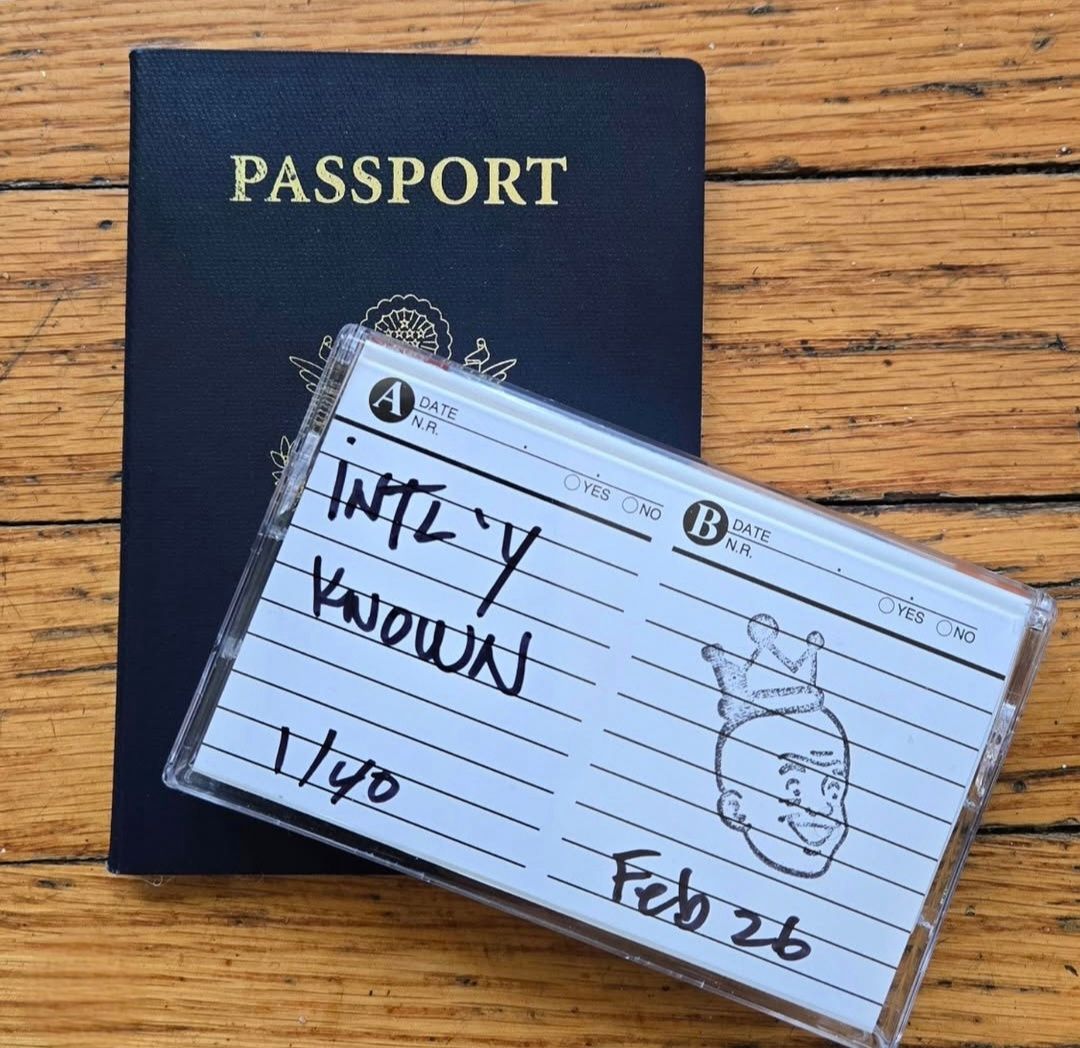 PASSPORT
A DATE
N.R.
YES NO
INTL'Y
KNOWN
1/40
B DATE
N.R.
YES NO
Feb 26